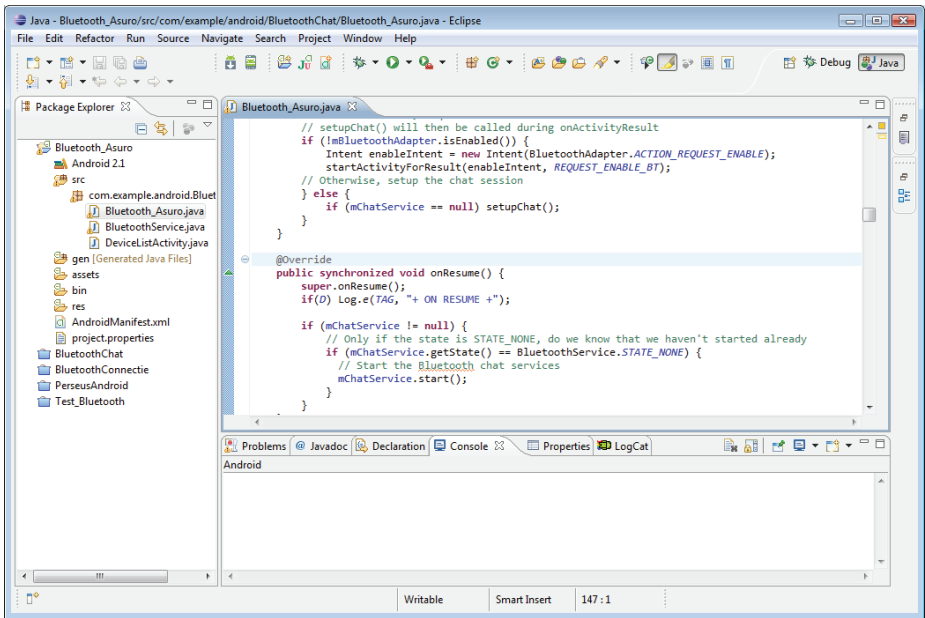 Java - Bluetooth_Asuro/src/com/example/android/BluetoothChat/Bluetooth_Asuro.java - Eclipse
File Edit Refactor Run Source Navigate Search Project Window Help
Debug Java
Package Explorer
Bluetooth_Asuro
Android 2.1
src
com.example.android.Bluet
Bluetooth_Asuro.java
BluetoothService.java
DeviceListActivity.java
gen [Generated Java Files]
assets
bin
res
AndroidManifest.xml
project.properties
BluetoothChat
BluetoothConnectie
PerseusAndroid
Test_Bluetooth
Bluetooth_Asuro.java
// setupChat() will then be called during onActivityResult
if (!mBluetoothAdapter.isEnabled()) {
Intent enableIntent = new Intent(BluetoothAdapter.ACTION_REQUEST_ENABLE);
startActivityForResult(enableIntent, REQUEST_ENABLE_BT);
// Otherwise, setup the chat session
} else {
if (mChatService == null) setupChat();
}
}
@Override
public synchronized void onResume() {
super.onResume();
if(D) Log.e(TAG, "+ ON RESUME +");
if (mChatService != null) {
// Only if the state is STATE_NONE, do we know that we haven't started already
if (mChatService.getState() == BluetoothService.STATE_NONE) {
// Start the Bluetooth chat services
mChatService.start();
}
}
Problems @ Javadoc Declaration Console Properties LogCat
Android
Writable Smart Insert 147 : 1